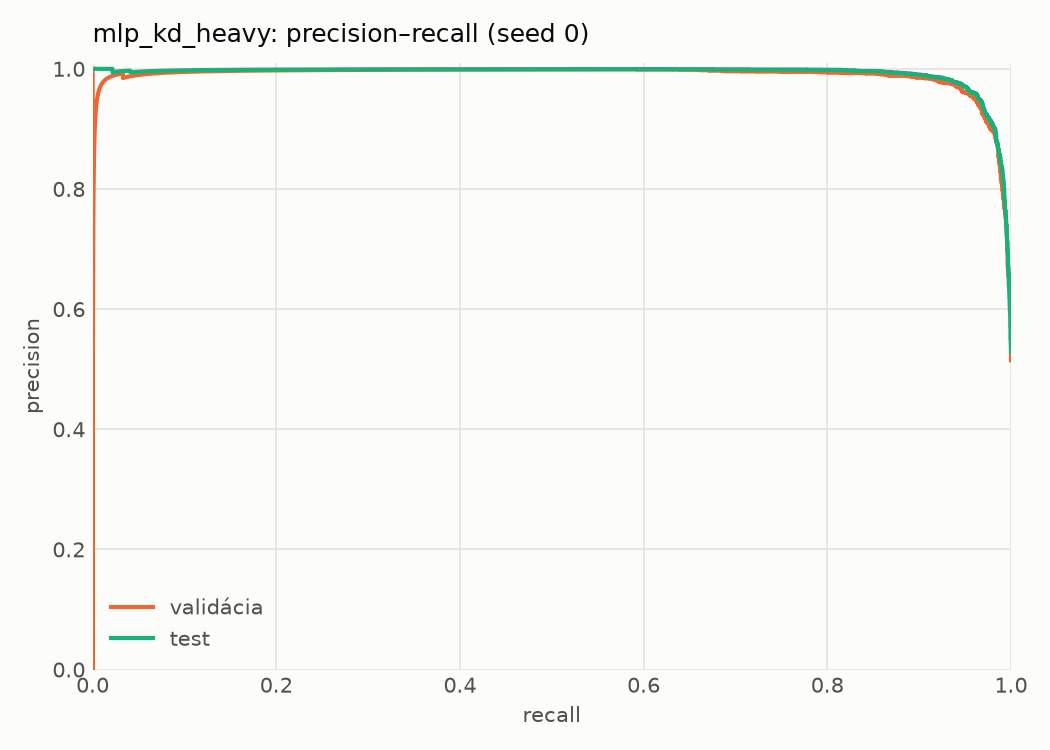 mlp_kd_heavy: precision–recall (seed 0)
precision
1.0
0.8
0.6
0.4
0.2
0.0
validácia
test
0.0 0.2 0.4 0.6 0.8 1.0
recall